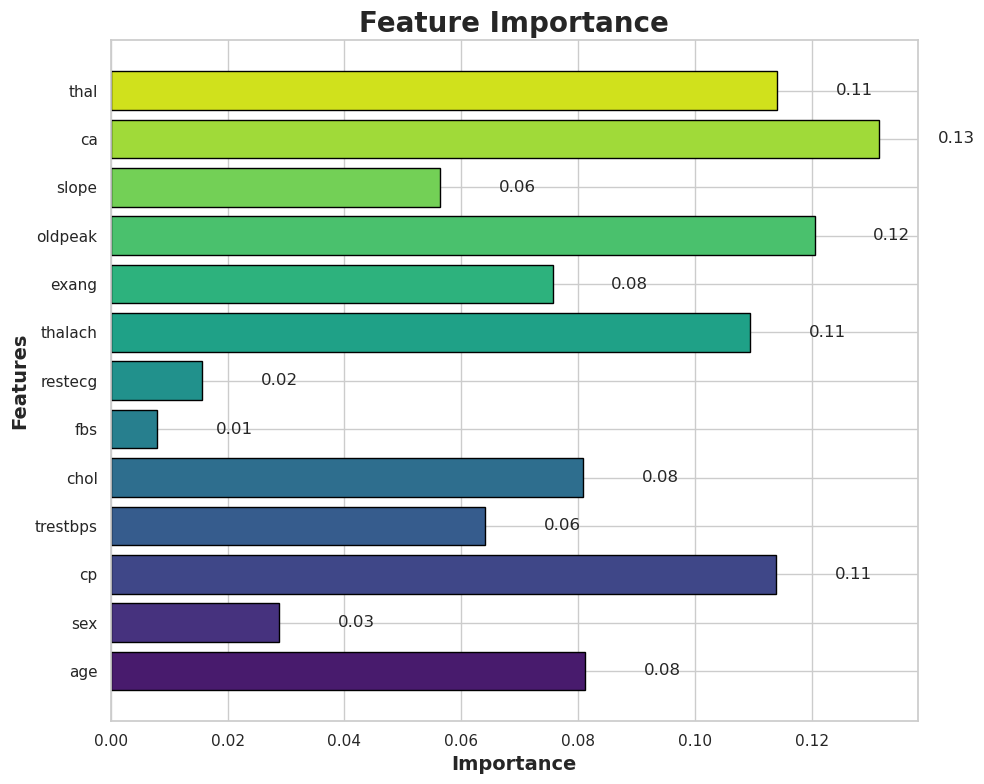 Feature Importance
thal 0.11
ca 0.13
slope 0.06
oldpeak 0.12
exang 0.08
thalach 0.11
restecg 0.02
fbs 0.01
chol 0.08
trestbps 0.06
cp 0.11
sex 0.03
age 0.08
Features
0.00 0.02 0.04 0.06 0.08 0.10 0.12
Importance